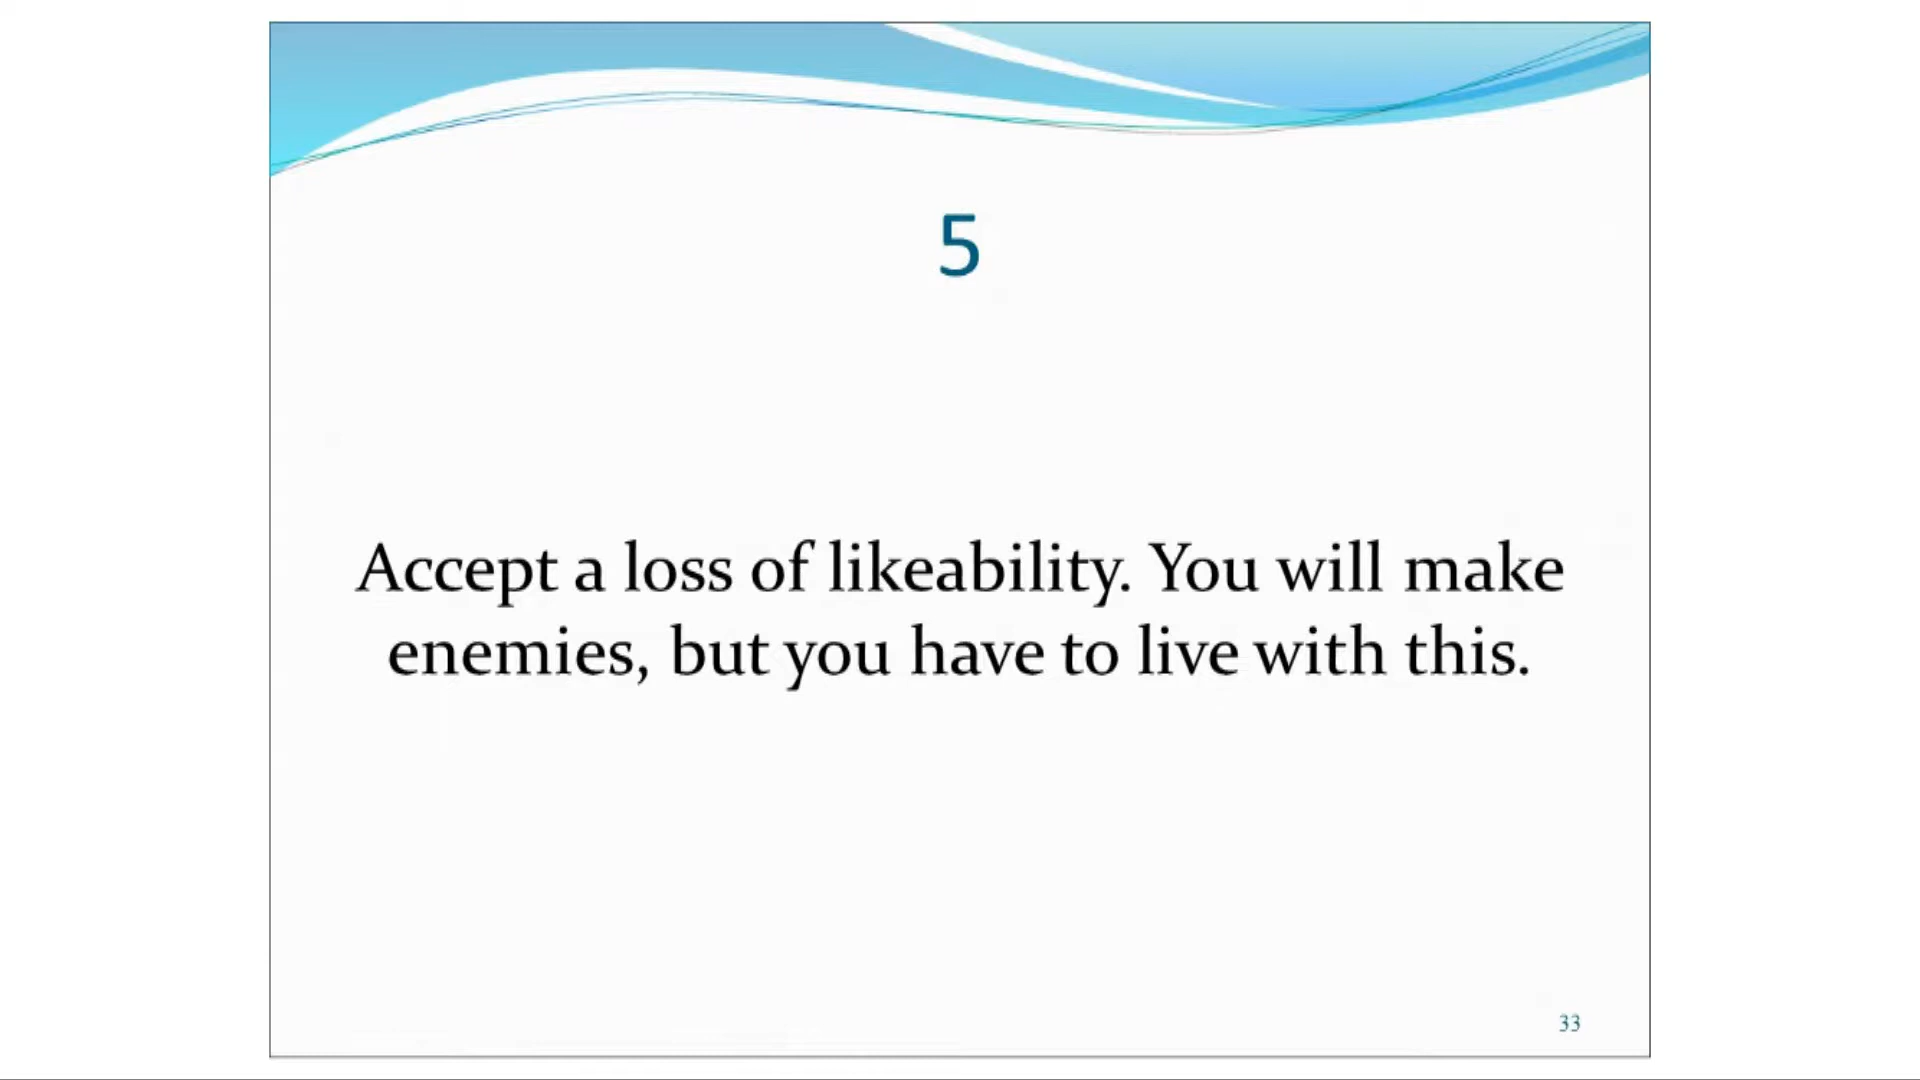 5
Accept a loss of likeability. You will make
enemies, but you have to live with this.
33